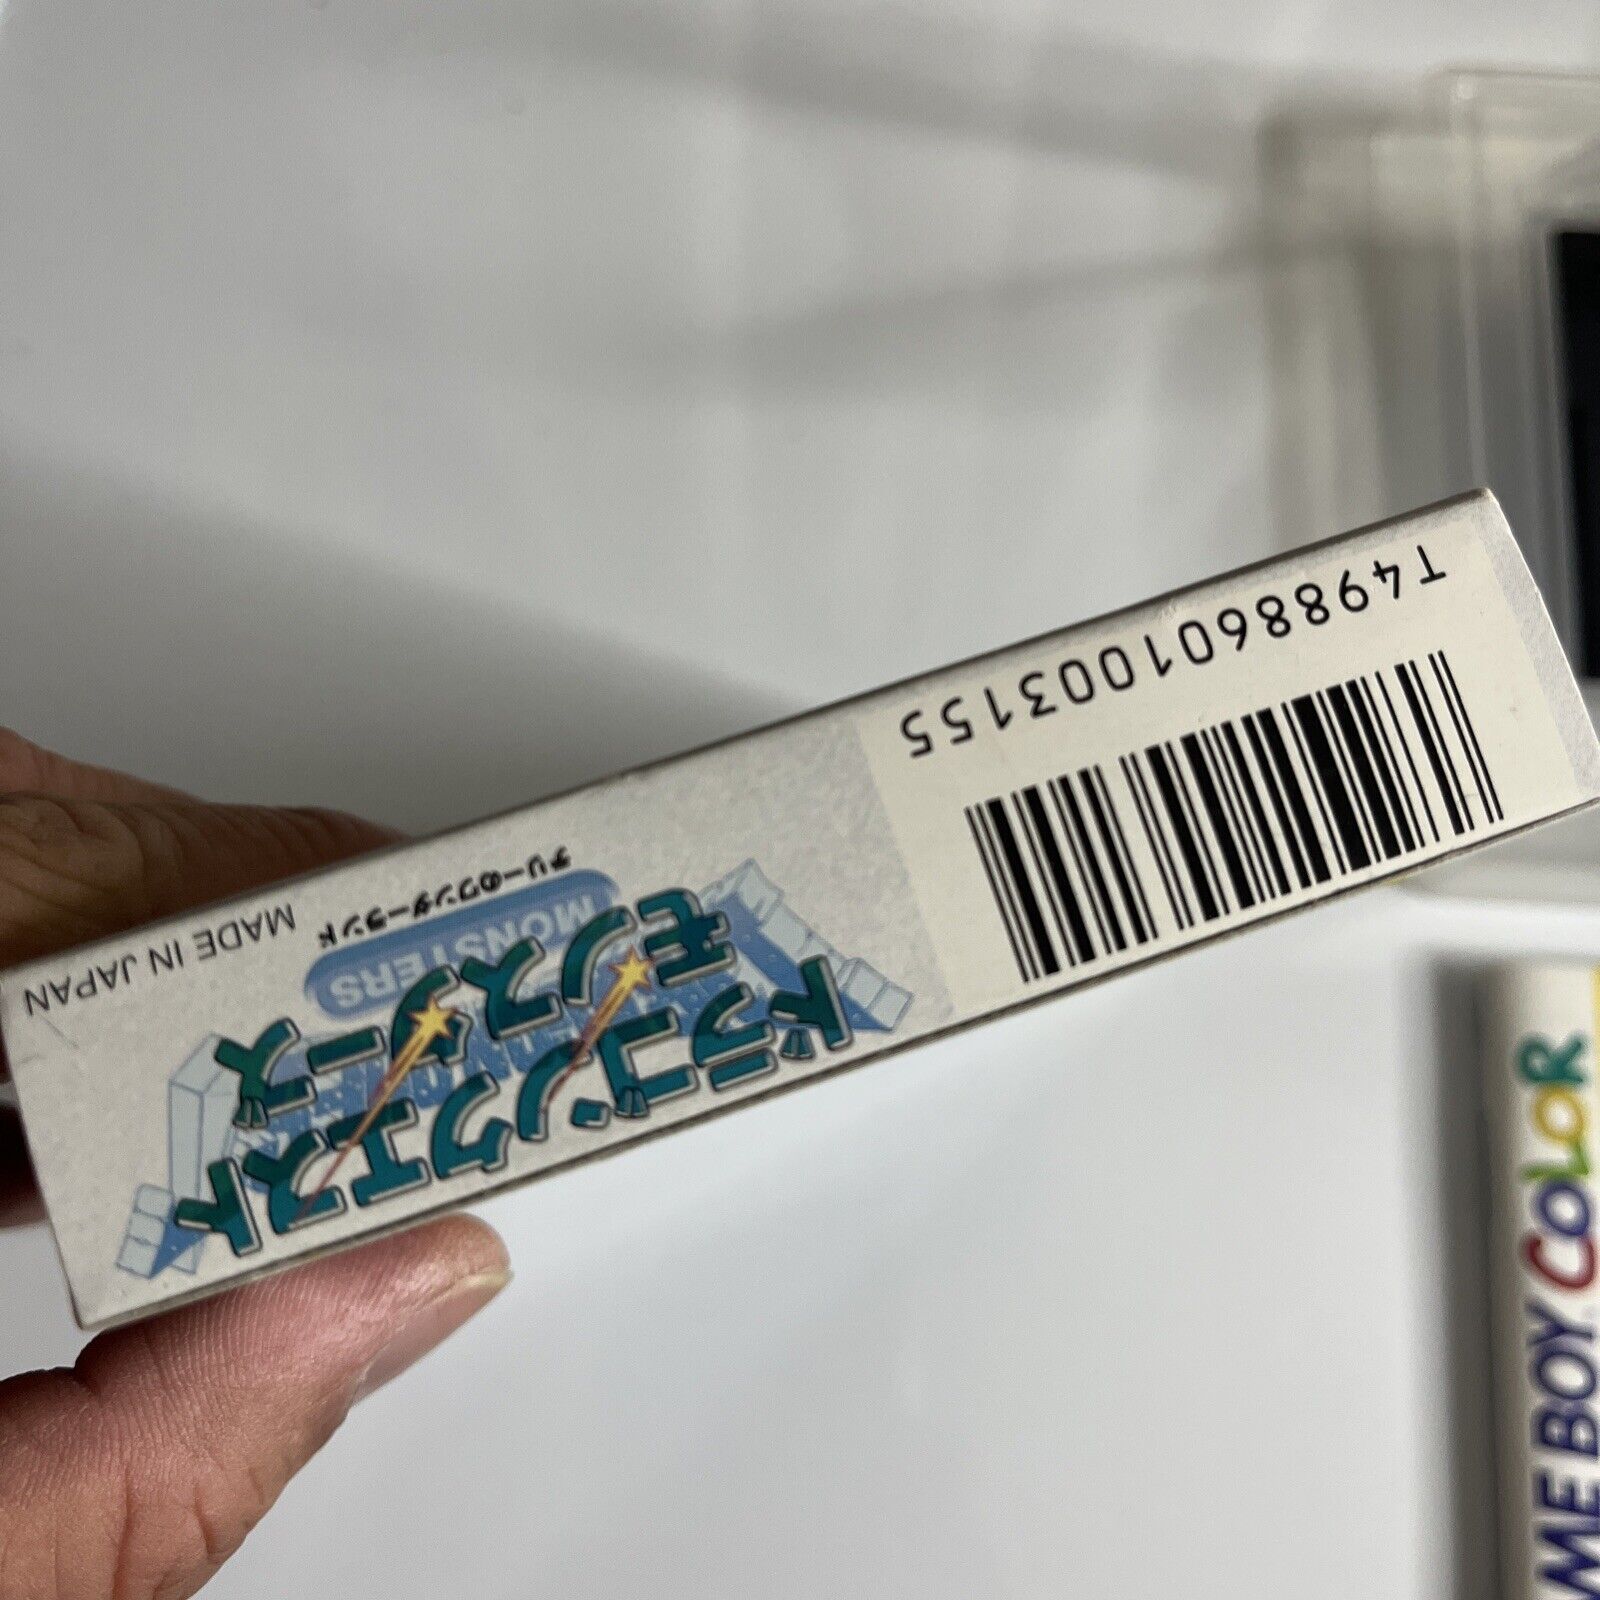 ドラゴンクエスト
モンスターズ
MONSTERS
テリーのワンダーランド
MADE IN JAPAN
T4988601003155
GAME BOY COLOR